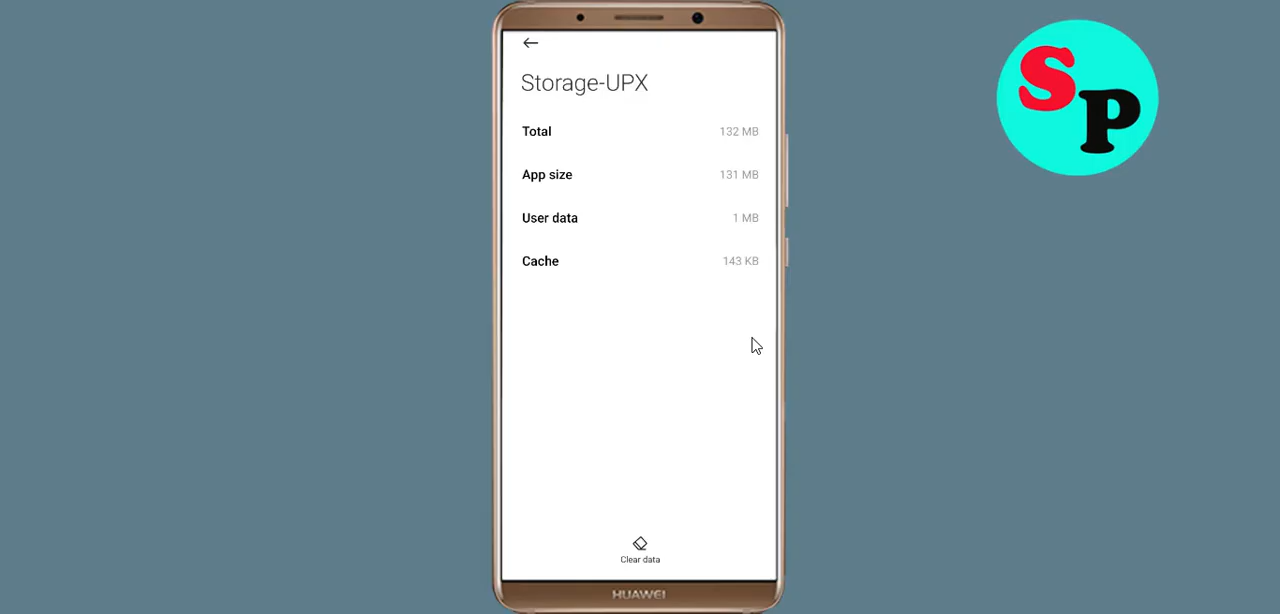 Storage-UPX
Total 132 MB
App size 131 MB
User data 1 MB
Cache 143 KB
Clear data
HUAWEI
SP